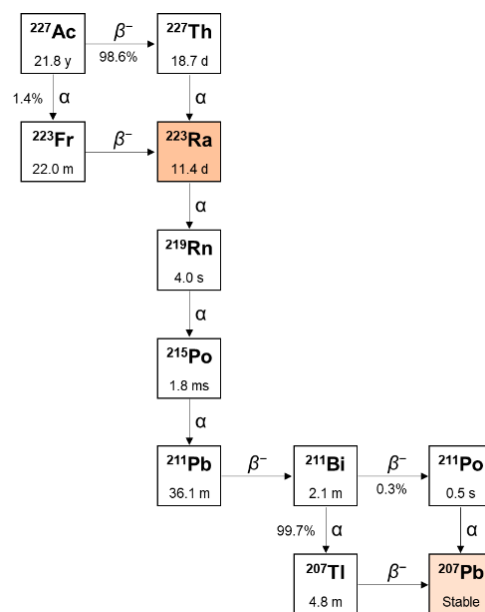 ²²⁷Ac β⁻ ²²⁷Th
21.8 y 98.6% 18.7 d
1.4% α α
²²³Fr β⁻ ²²³Ra
22.0 m 11.4 d
α
²¹⁹Rn
4.0 s
α
²¹⁵Po
1.8 ms
α
²¹¹Pb β⁻ ²¹¹Bi β⁻ ²¹¹Po
36.1 m 2.1 m 0.3% 0.5 s
99.7% α α
²⁰⁷Tl β⁻ ²⁰⁷Pb
4.8 m Stable